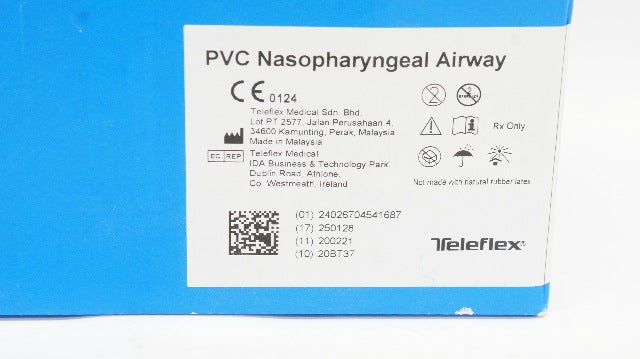 PVC Nasopharyngeal Airway
CE 0124
Teleflex Medical Sdn. Bhd.
Lot PT 2577, Jalan Perusahaan 4,
34600 Kamunting, Perak, Malaysia
Made in Malaysia
EC REP
Teleflex Medical
IDA Business & Technology Park
Dublin Road, Athlone,
Co. Westmeath, Ireland
2
Rx Only
Not made with natural rubber latex
(01) 24026704541687
(17) 250128
(11) 200221
(10) 20BT37
Teleflex